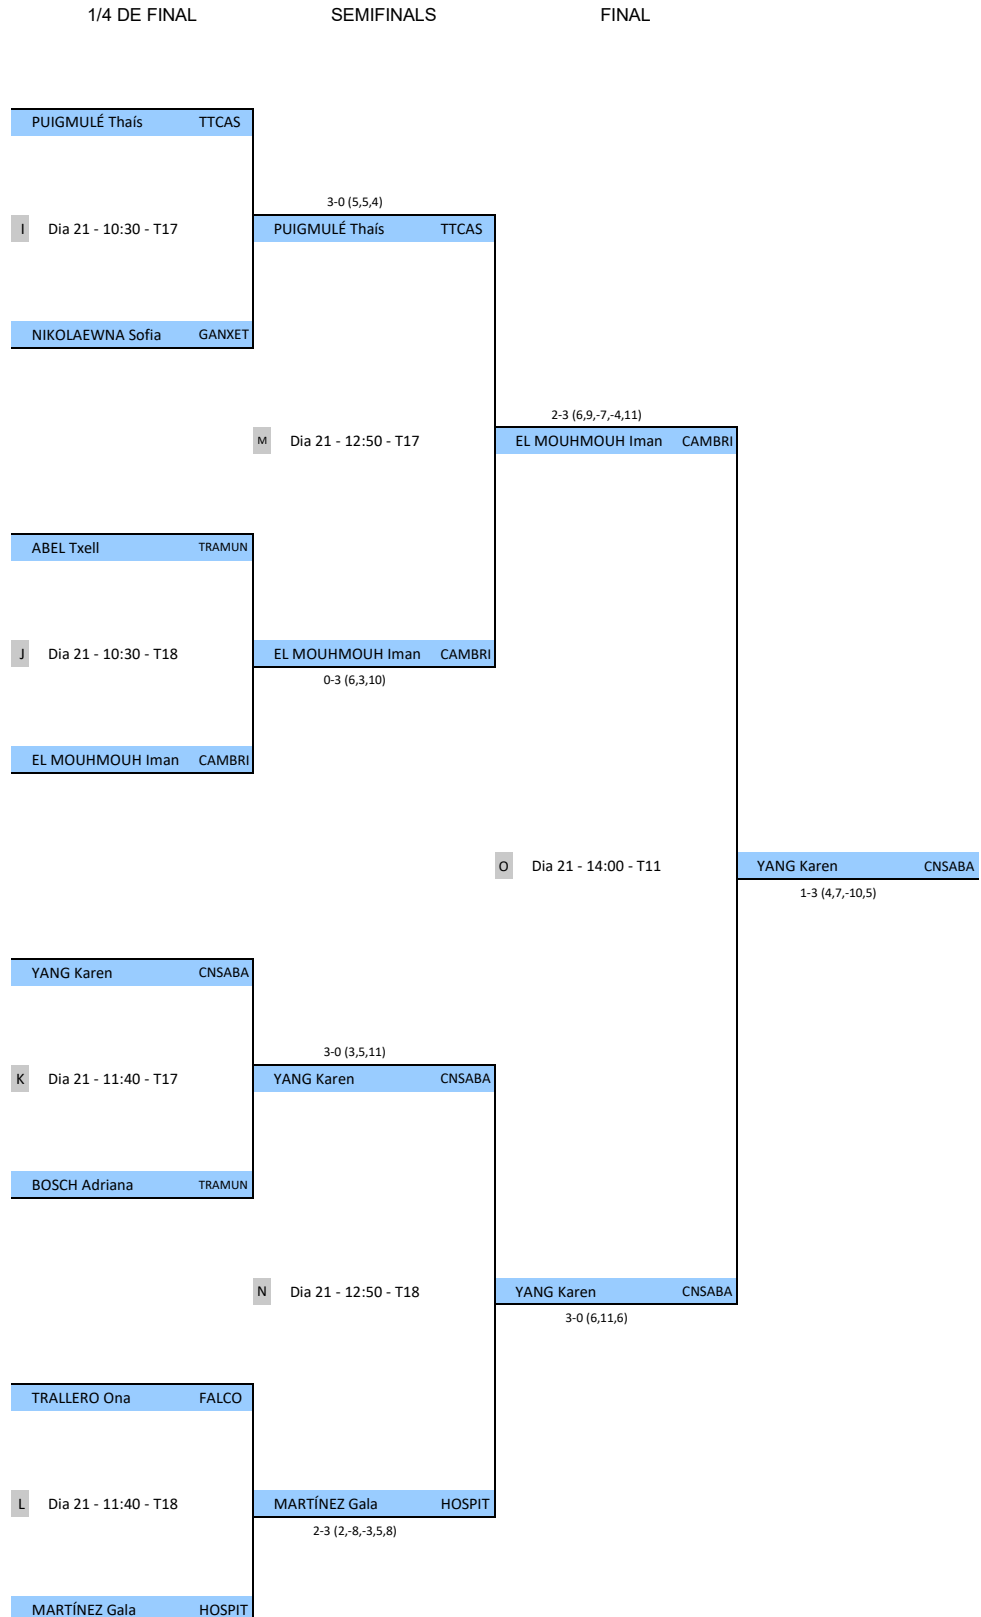 1/4 DE FINAL SEMIFINALS FINAL
PUIGMULÉ Thaís TTCAS
3-0 (5,5,4)
I Dia 21 - 10:30 - T17 PUIGMULÉ Thaís TTCAS
NIKOLAEWNA Sofia GANXET
2-3 (6,9,-7,-4,11)
M Dia 21 - 12:50 - T17 EL MOUHMOUH Iman CAMBRI
ABEL Txell TRAMUN
J Dia 21 - 10:30 - T18 EL MOUHMOUH Iman CAMBRI
0-3 (6,3,10)
EL MOUHMOUH Iman CAMBRI
O Dia 21 - 14:00 - T11 YANG Karen CNSABA
1-3 (4,7,-10,5)
YANG Karen CNSABA
3-0 (3,5,11)
K Dia 21 - 11:40 - T17 YANG Karen CNSABA
BOSCH Adriana TRAMUN
N Dia 21 - 12:50 - T18 YANG Karen CNSABA
3-0 (6,11,6)
TRALLERO Ona FALCO
L Dia 21 - 11:40 - T18 MARTÍNEZ Gala HOSPIT
2-3 (2,-8,-3,5,8)
MARTÍNEZ Gala HOSPIT